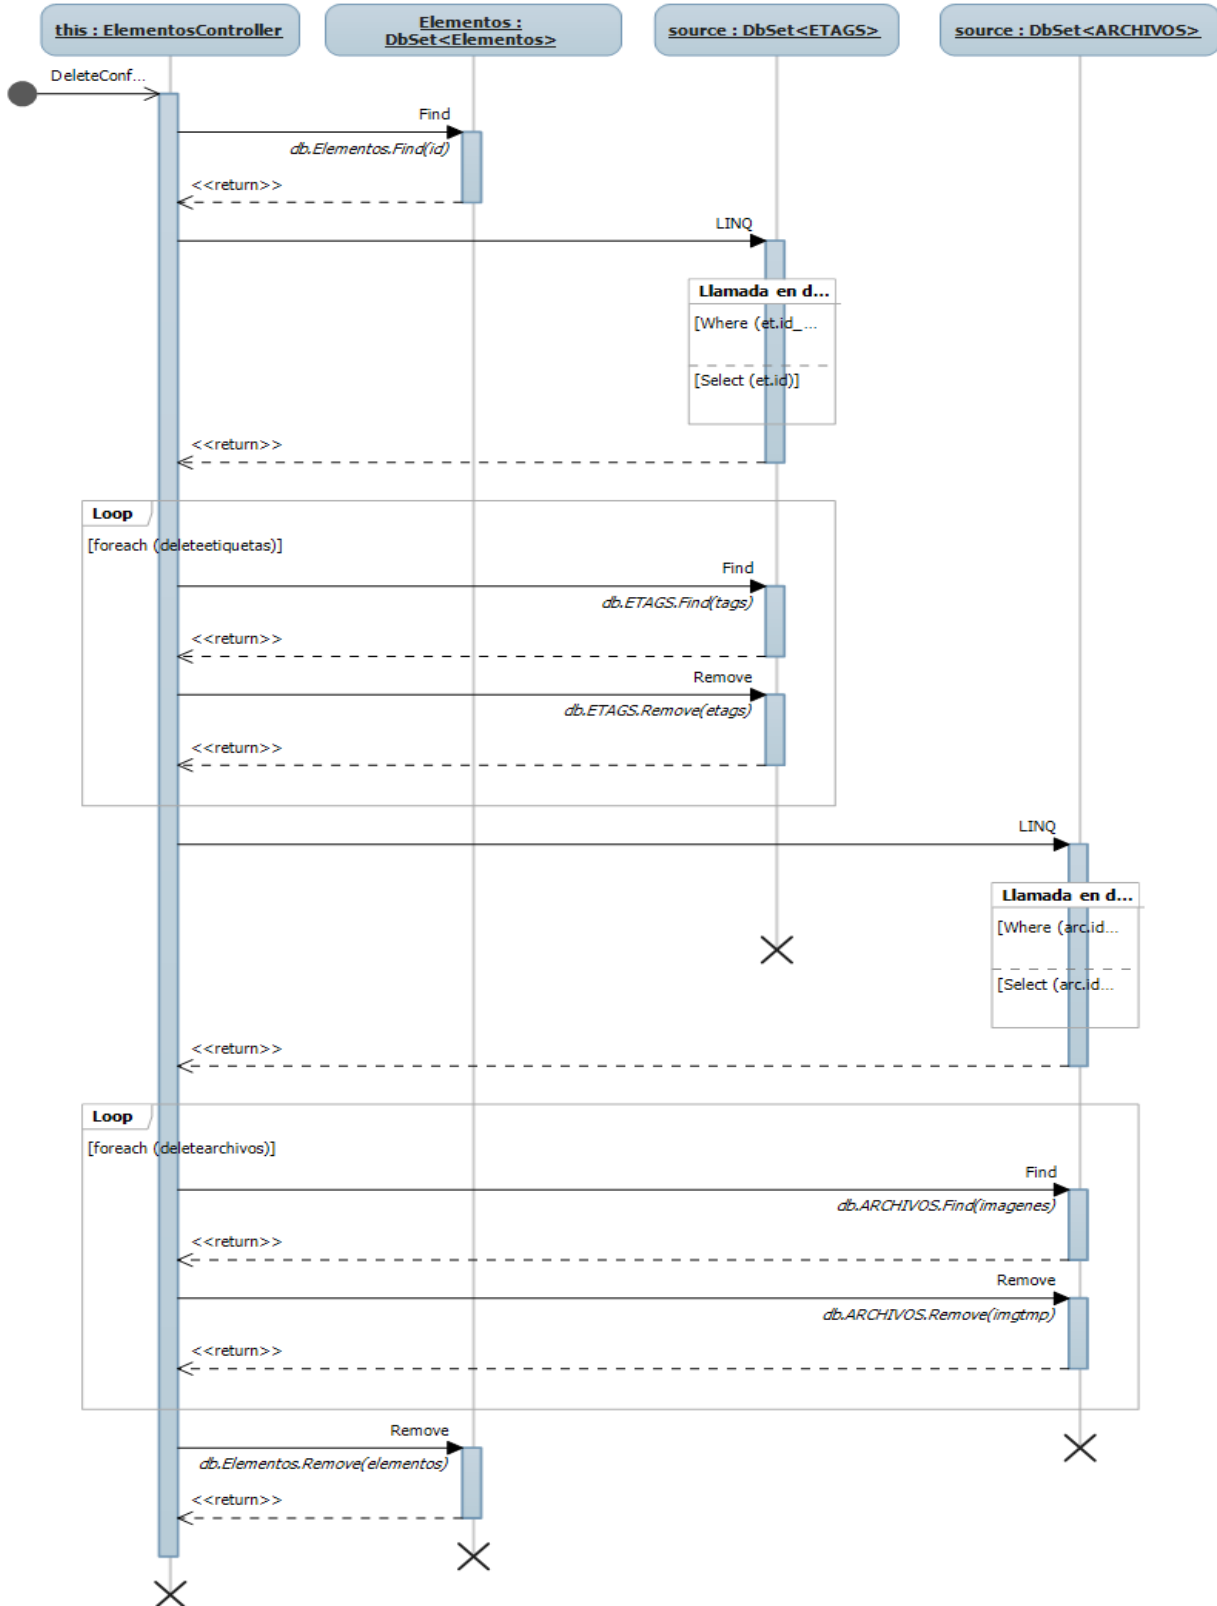 this : ElementosController
Elementos :
DbSet<Elementos>
source : DbSet<ETAGS>
source : DbSet<ARCHIVOS>
DeleteConf...
Find
db.Elementos.Find(id)
<<return>>
LINQ
Llamada en d...
[Where (et.id_...
[Select (et.id)]
<<return>>
Loop
[foreach (deleteetiquetas)]
Find
db.ETAGS.Find(tags)
<<return>>
Remove
db.ETAGS.Remove(etags)
<<return>>
LINQ
Llamada en d...
[Where (arc.id...
[Select (arc.id...
<<return>>
Loop
[foreach (deletearchivos)]
Find
db.ARCHIVOS.Find(imagenes)
<<return>>
Remove
db.ARCHIVOS.Remove(imgtmp)
<<return>>
Remove
db.Elementos.Remove(elementos)
<<return>>